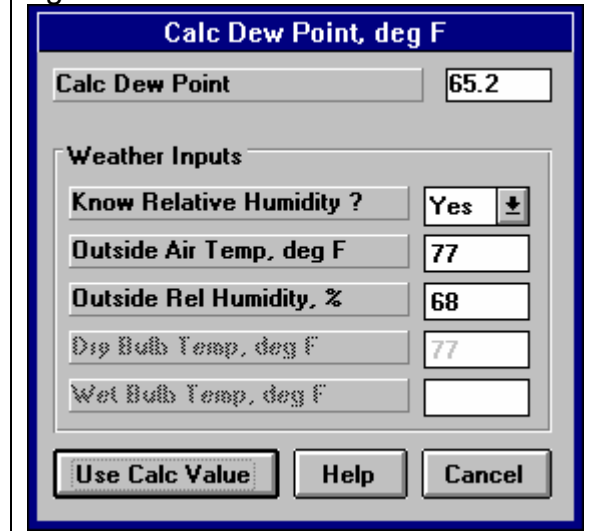 Calc Dew Point, deg F
Calc Dew Point 65.2
Weather Inputs
Know Relative Humidity ? Yes
Outside Air Temp, deg F 77
Outside Rel Humidity, % 68
Dry Bulb Temp, deg F 77
Wet Bulb Temp, deg F
Use Calc Value Help Cancel